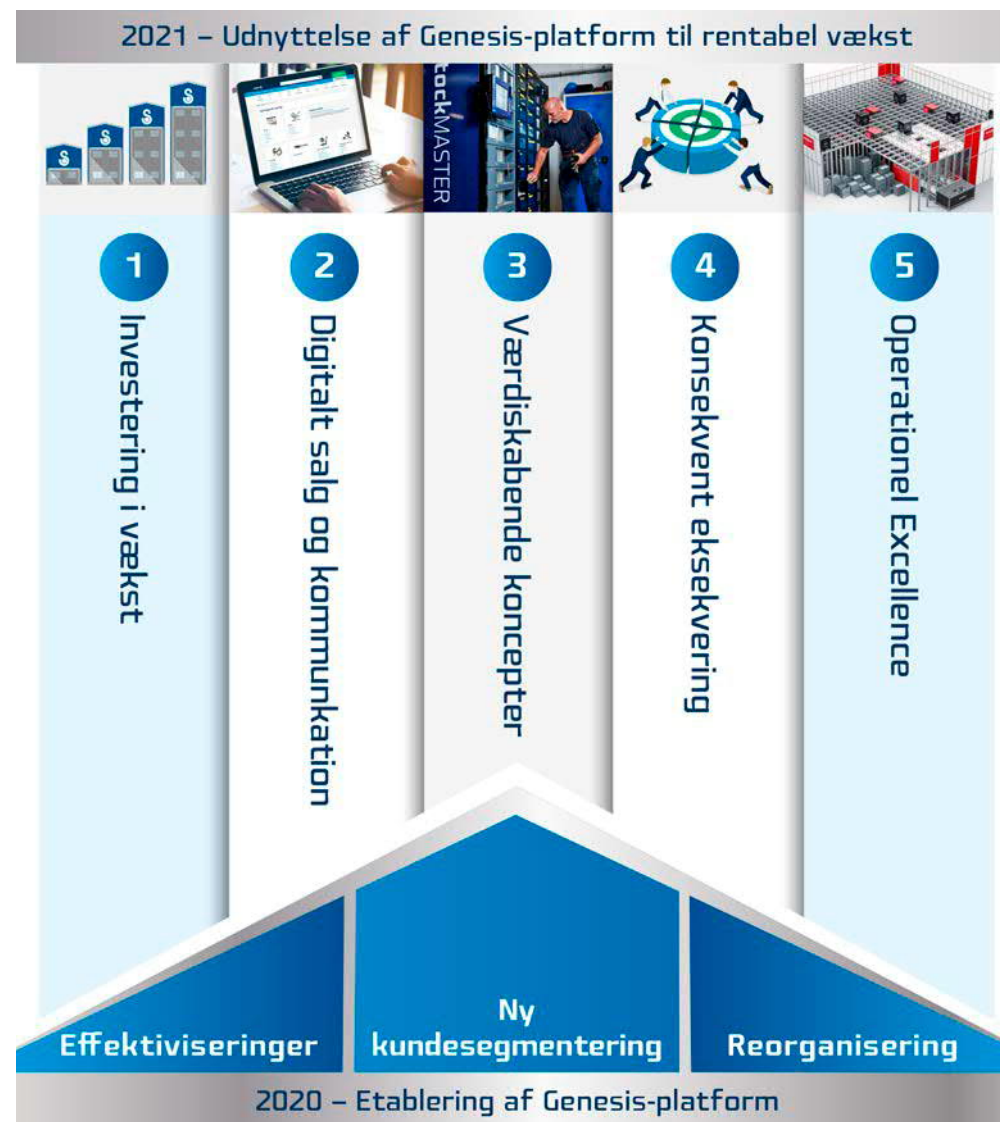 2021 – Udnyttelse af Genesis-platform til rentabel vækst
tockMASTER
1
2
3
4
5
Investering i vækst
Digitalt salg og kommunkation
Værdiskabende koncepter
Konsekvent eksekvering
Operationel Excellence
Effektiviseringer
Ny
kundesegmentering
Reorganisering
2020 – Etablering af Genesis-platform